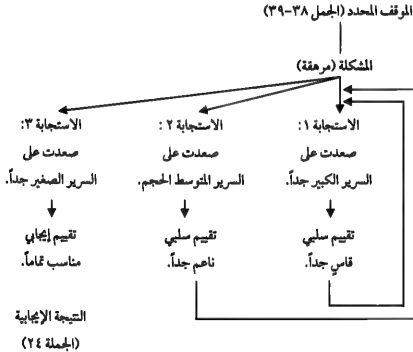 الموقف المحدد (الجمل ٣٨-٣٩)
المشكلة (مرهقة)
الاستجابة ١:
صعدت على
السرير الكبير جداً.
الاستجابة ٢:
صعدت على
السرير المتوسط الحجم.
الاستجابة ٣:
صعدت على
السرير الصغير جداً.
تقييم سلبي
قاسٍ جداً.
تقييم سلبي
ناعم جداً.
تقييم إيجابي
مناسب تماماً.
النتيجة الإيجابية
(الجملة ٢٤)